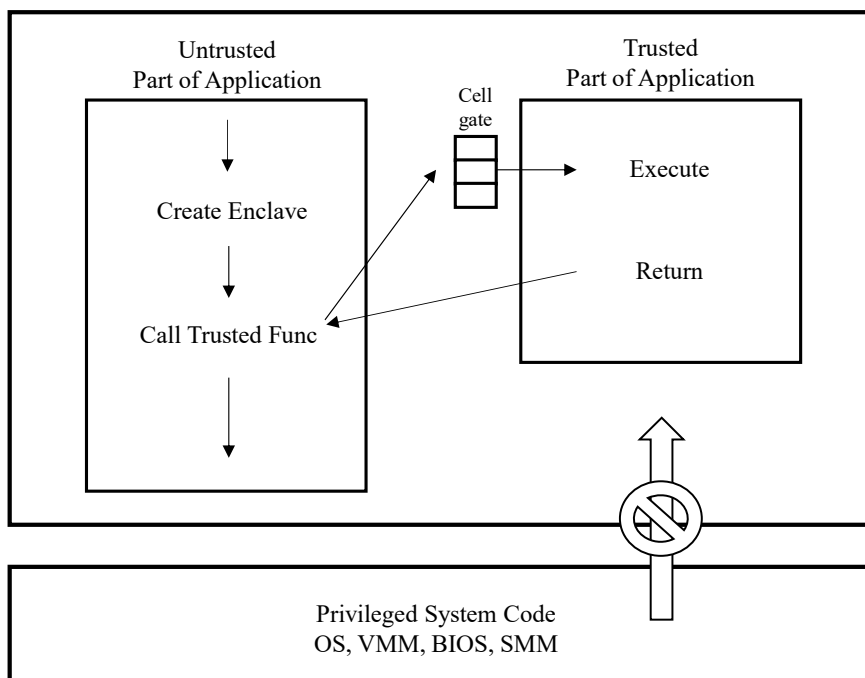 Untrusted
Part of Application
Trusted
Part of Application
Cell
gate
Create Enclave
Call Trusted Func
Execute
Return
Privileged System Code
OS, VMM, BIOS, SMM